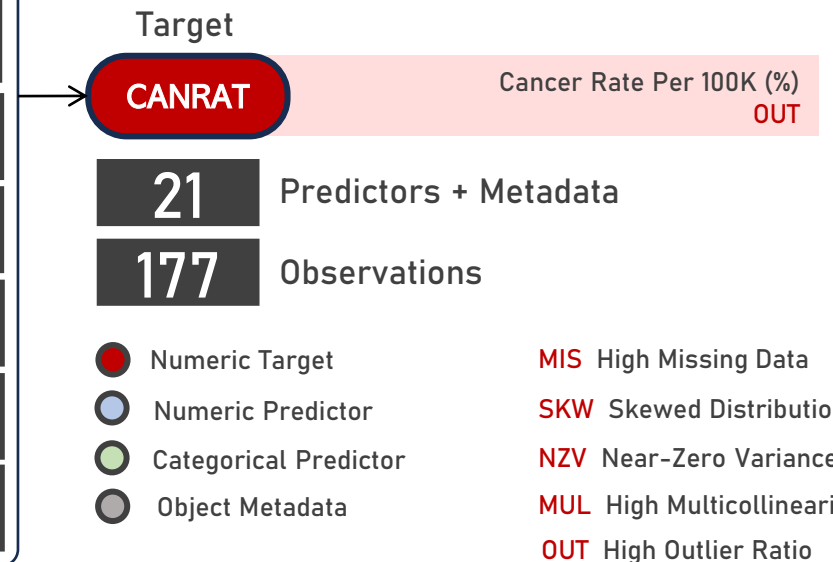 Target
CANRAT
Cancer Rate Per 100K (%)
OUT
21 Predictors + Metadata
177 Observations
Numeric Target
Numeric Predictor
Categorical Predictor
Object Metadata
MIS High Missing Data
SKW Skewed Distributio
NZV Near-Zero Variance
MUL High Multicollineari
OUT High Outlier Ratio